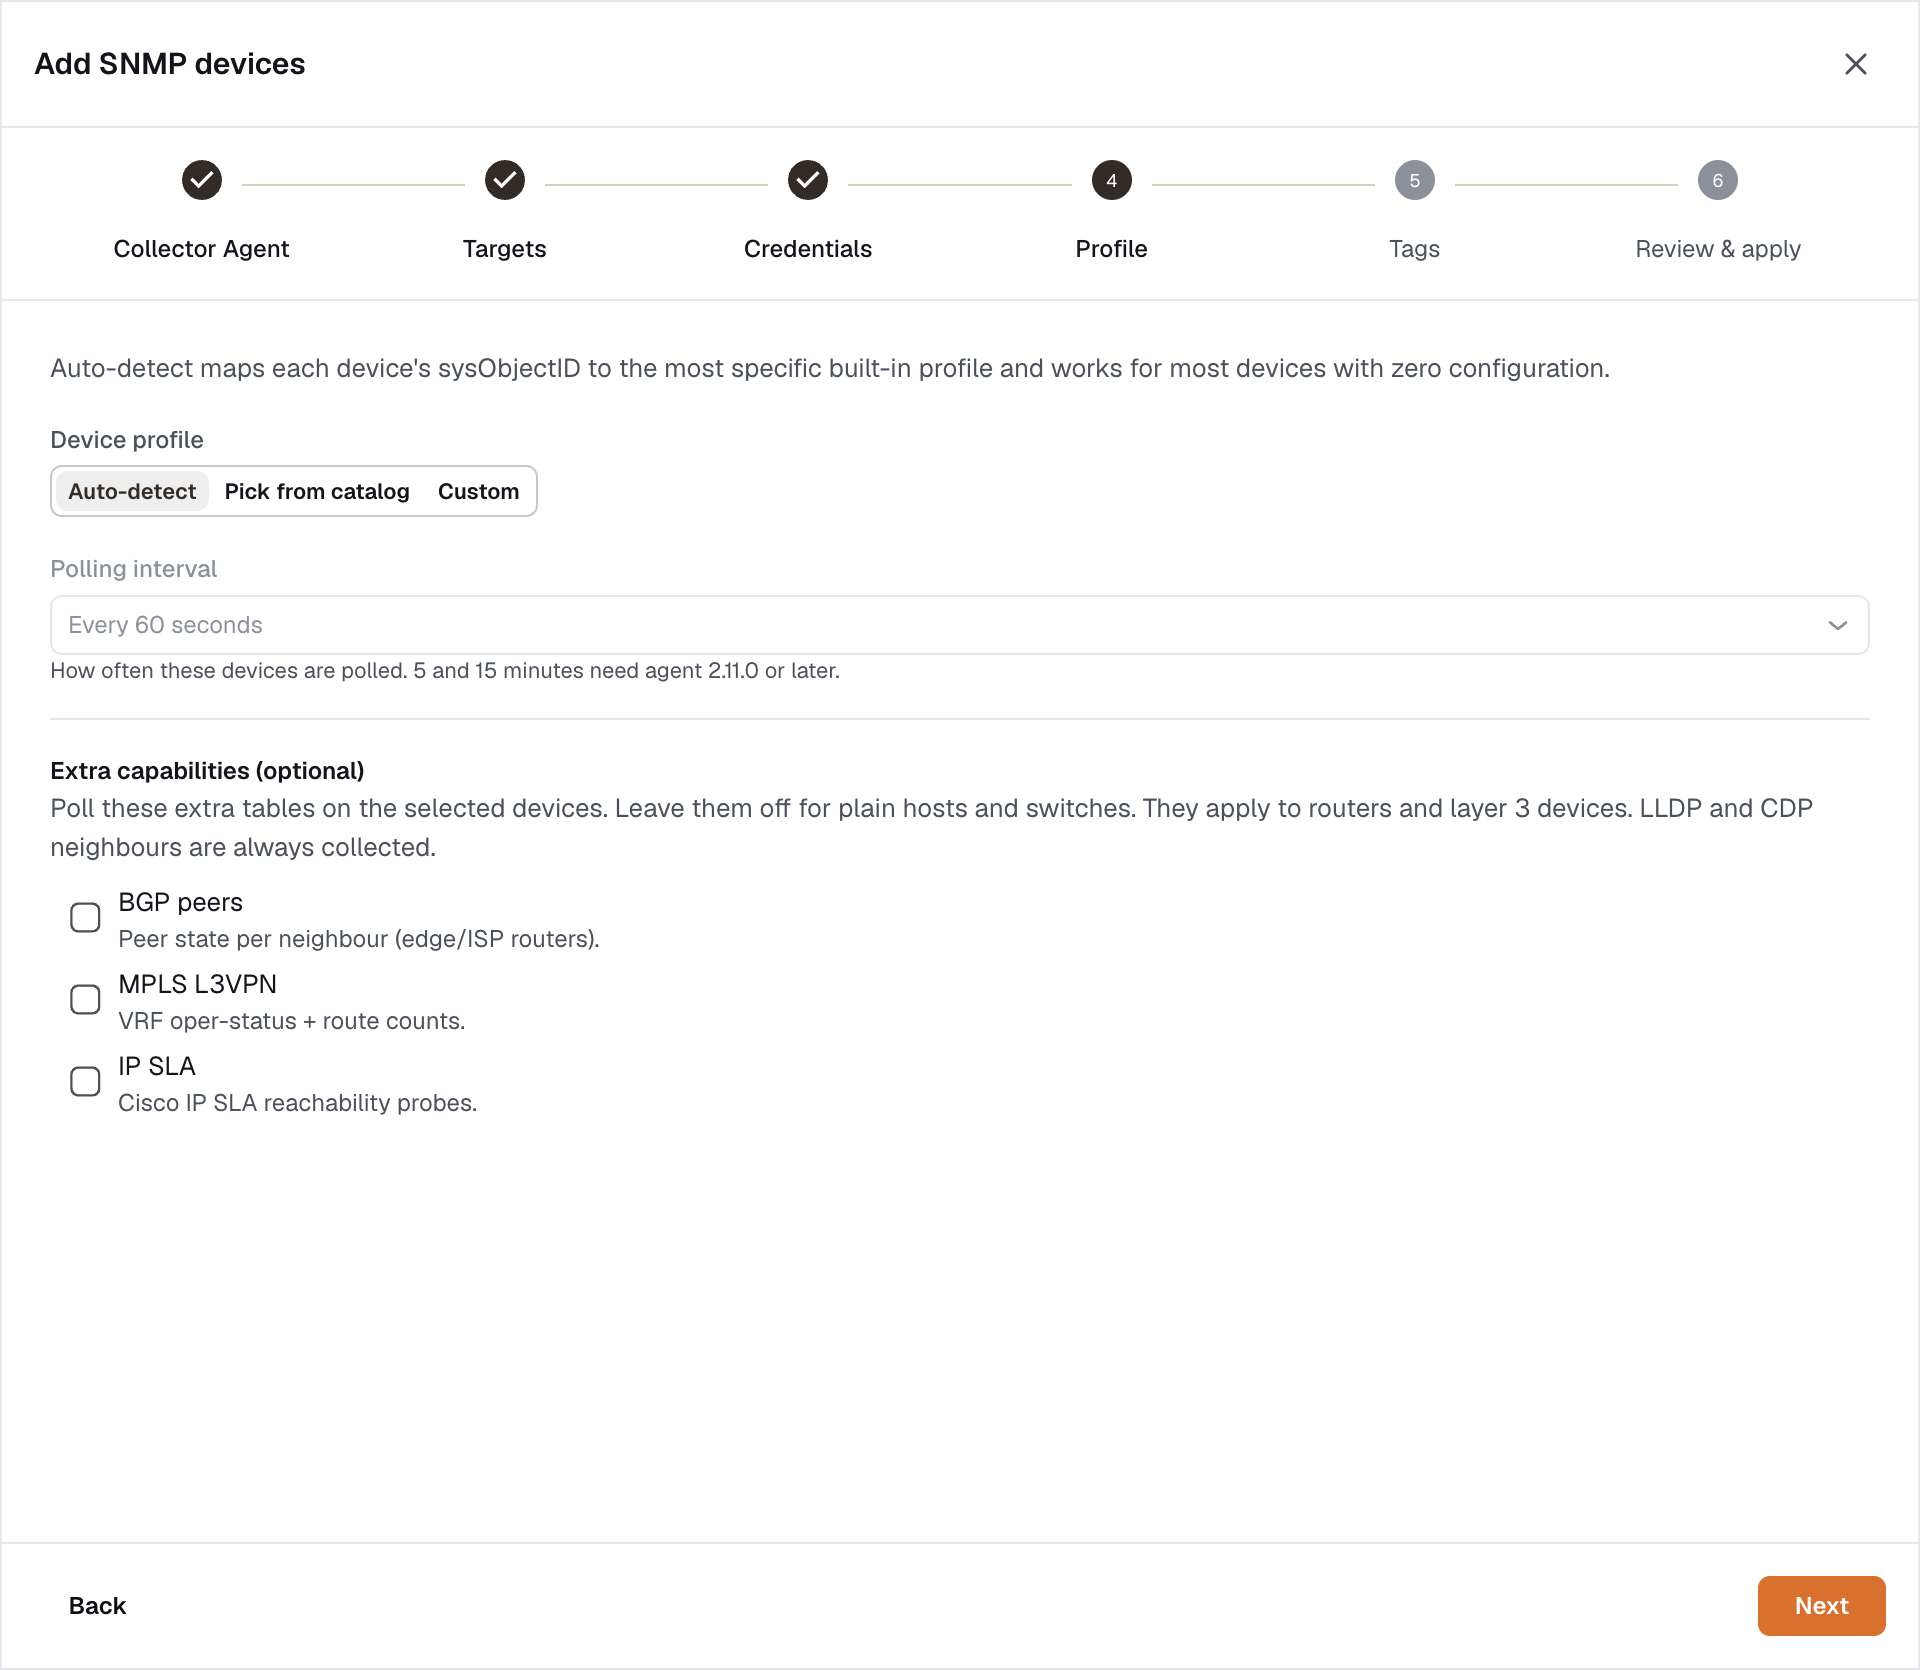 Add SNMP devices
4
5
6
Collector Agent
Targets
Credentials
Profile
Tags
Review & apply
Auto-detect maps each device's sysObjectID to the most specific built-in profile and works for most devices with zero configuration.
Device profile
Auto-detect
Pick from catalog
Custom
Polling interval
Every 60 seconds
How often these devices are polled. 5 and 15 minutes need agent 2.11.0 or later.
Extra capabilities (optional)
Poll these extra tables on the selected devices. Leave them off for plain hosts and switches. They apply to routers and layer 3 devices. LLDP and CDP
neighbours are always collected.
BGP peers
Peer state per neighbour (edge/ISP routers).
MPLS L3VPN
VRF oper-status + route counts.
IP SLA
Cisco IP SLA reachability probes.
Back
Next